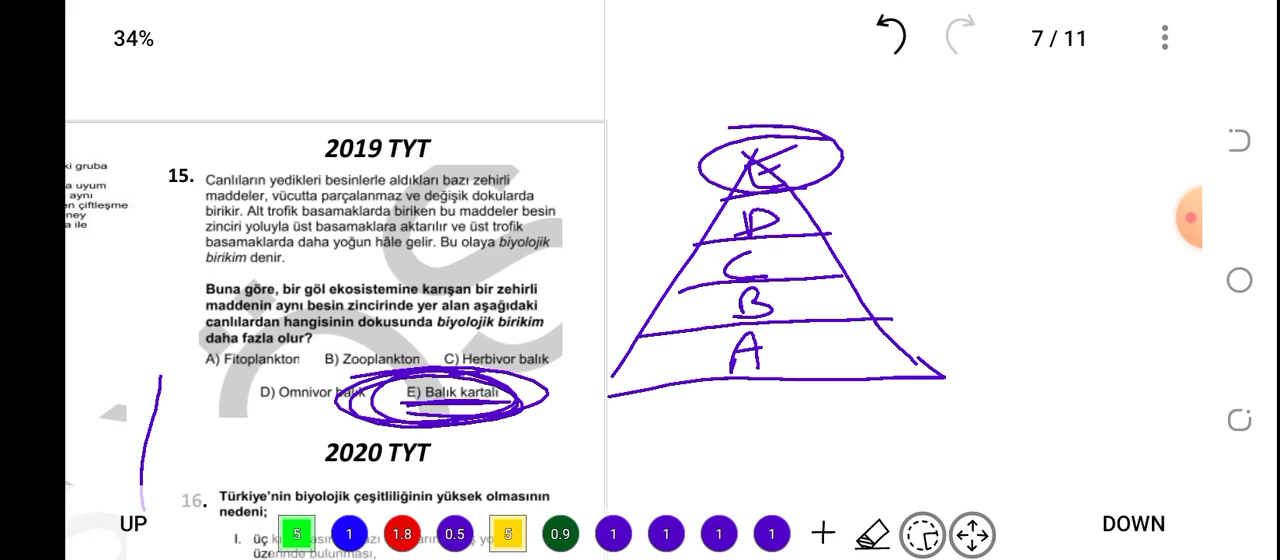 34%
7 / 11
ki gruba
a uyum
aynı
en çiftleşme
ney
a ile
2019 TYT
15. Canlıların yedikleri besinlerle aldıkları bazı zehirli
maddeler, vücutta parçalanmaz ve değişik dokularda
birikir. Alt trofik basamaklarda biriken bu maddeler besin
zinciri yoluyla üst basamaklara aktarılır ve üst trofik
basamaklarda daha yoğun hâle gelir. Bu olaya biyolojik
birikim denir.
Buna göre, bir göl ekosistemine karışan bir zehirli
maddenin aynı besin zincirinde yer alan aşağıdaki
canlılardan hangisinin dokusunda biyolojik birikim
daha fazla olur?
A) Fitoplankton B) Zooplankton C) Herbivor balık
D) Omnivor balık E) Balık kartalı
E
D
C
B
A
2020 TYT
16. Türkiye'nin biyolojik çeşitliliğinin yüksek olmasının
nedeni;
I. üç
üzerinde bulunması,
UP
5 1 1.8 0.5 5 0.9 1 1 1 1
DOWN